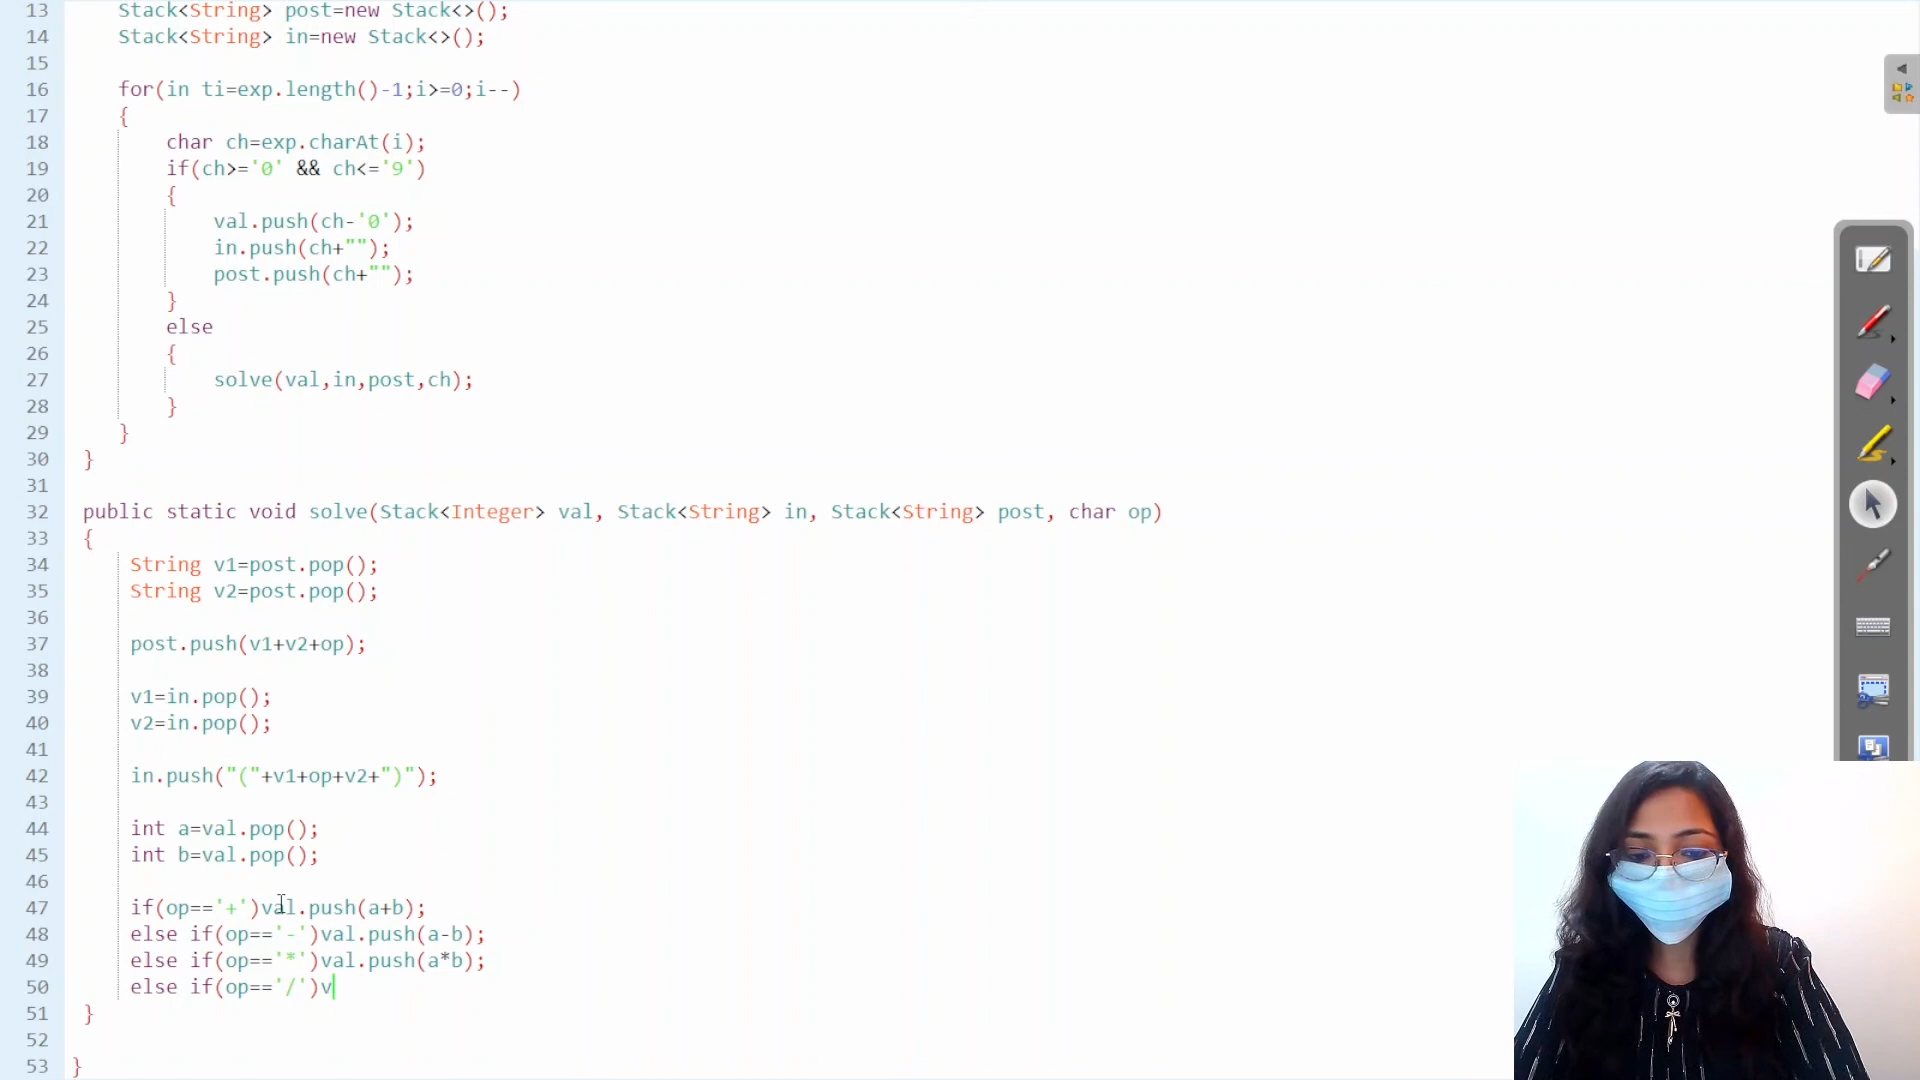 13 Stack<String> post=new Stack<>();
14 Stack<String> in=new Stack<>();
15
16 for(in ti=exp.length()-1;i>=0;i--)
17 {
18 char ch=exp.charAt(i);
19 if(ch>='0' && ch<='9')
20 {
21 val.push(ch-'0');
22 in.push(ch+"");
23 post.push(ch+"");
24 }
25 else
26 {
27 solve(val,in,post,ch);
28 }
29 }
30 }
31
32 public static void solve(Stack<Integer> val, Stack<String> in, Stack<String> post, char op)
33 {
34 String v1=post.pop();
35 String v2=post.pop();
36
37 post.push(v1+v2+op);
38
39 v1=in.pop();
40 v2=in.pop();
41
42 in.push("("+v1+op+v2+")");
43
44 int a=val.pop();
45 int b=val.pop();
46
47 if(op=='+')val.push(a+b);
48 else if(op=='-')val.push(a-b);
49 else if(op=='*')val.push(a*b);
50 else if(op=='/')v
51 }
52
53 }